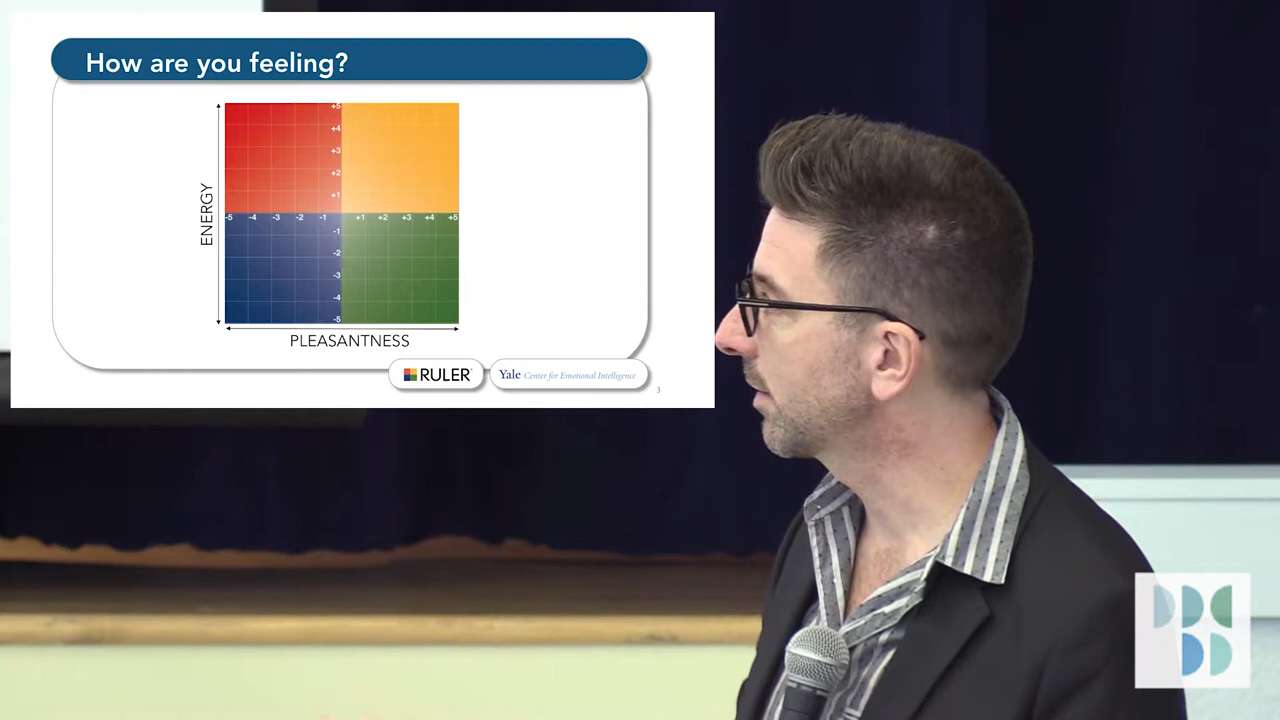 How are you feeling?
+5
+4
+3
+2
+1
-5 -4 -3 -2 -1 +1 +2 +3 +4 +5
-1
-2
-3
-4
-5
ENERGY
PLEASANTNESS
RULER
Yale Center for Emotional Intelligence
3